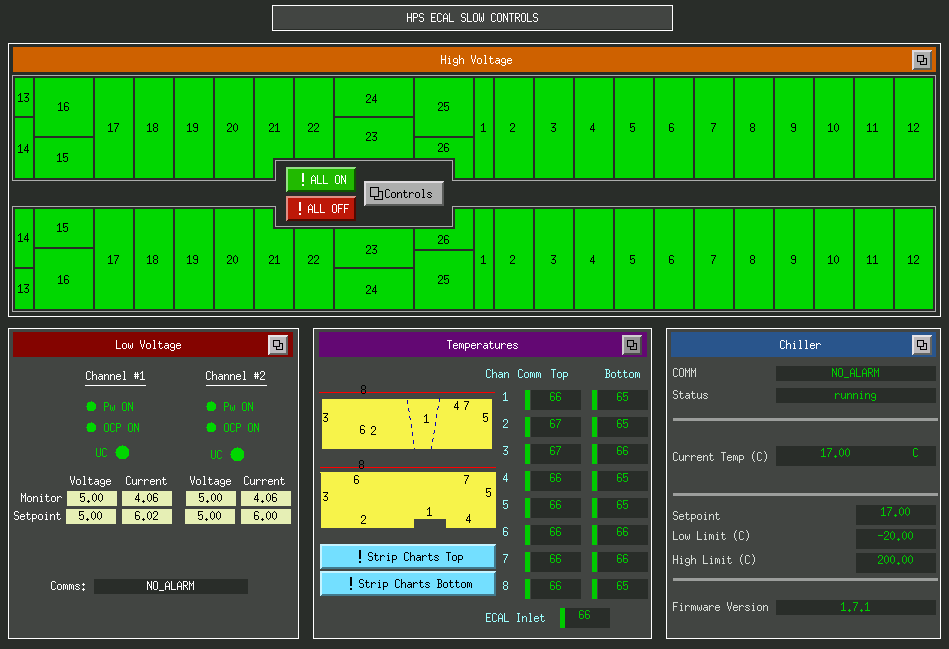 HPS ECAL SLOW CONTROLS
High Voltage
13 16 17 18 19 20 21 22 24 25 1 2 3 4 5 6 7 8 9 10 11 12
14 15 23 26
! ALL ON
Controls
! ALL OFF
14 15 17 18 19 20 21 22 23 26 1 2 3 4 5 6 7 8 9 10 11 12
13 16 24 25
Low Voltage
Channel #1 Channel #2
Pw ON Pw ON
OCP ON OCP ON
UC UC
Voltage Current Voltage Current
Monitor 5.00 4.06 5.00 4.06
Setpoint 5.00 6.02 5.00 6.00
Comms: NO_ALARM
Temperatures
Chan Comm Top Bottom
8
3 6 2 1 4 7 5
8
3 6 2 1 7 4 5
! Strip Charts Top
! Strip Charts Bottom
1 66 65
2 67 65
3 67 66
4 66 65
5 66 65
6 66 66
7 66 66
8 66 65
ECAL Inlet 66
Chiller
COMM NO_ALARM
Status running
Current Temp (C) 17.00 C
Setpoint 17.00
Low Limit (C) -20.00
High Limit (C) 200.00
Firmware Version 1.7.1